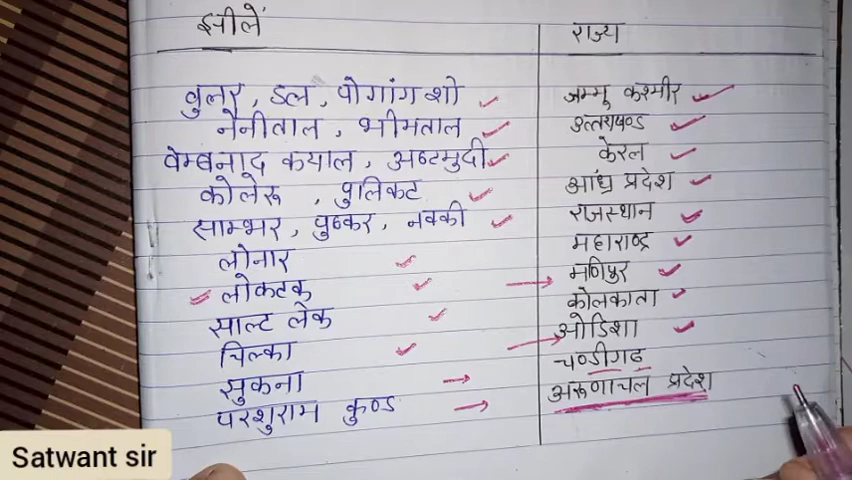 झीलें राज्य
वुलर, डल, पोगांग शो जम्मू कश्मीर
नैनीताल, भीमताल उत्तराखण्ड
वेम्बनाद कयाल, अष्टमुदी केरल
कोलेरू, पुलिकट आंध्र प्रदेश
साम्भर, पुष्कर, नक्की राजस्थान
लोनार महाराष्ट्र
लोकटक मणिपुर
साल्ट लेक कोलकाता
चिल्का ओडिशा
सुकना चण्डीगढ
परशुराम कुण्ड अरूणाचल प्रदेश
Satwant sir